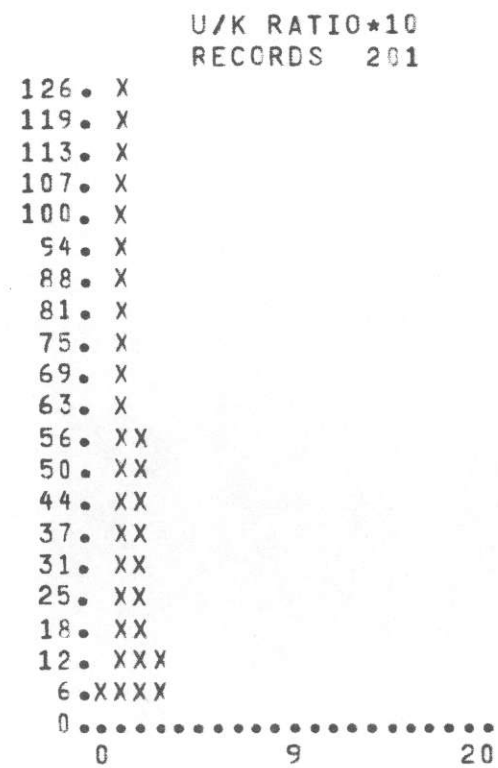 U/K RATIO*10
RECORDS 201
126. X
119. X
113. X
107. X
100. X
94. X
88. X
81. X
75. X
69. X
63. X
56. XX
50. XX
44. XX
37. XX
31. XX
25. XX
18. XX
12. XXX
6 .XXXX
0......................
0 9 20